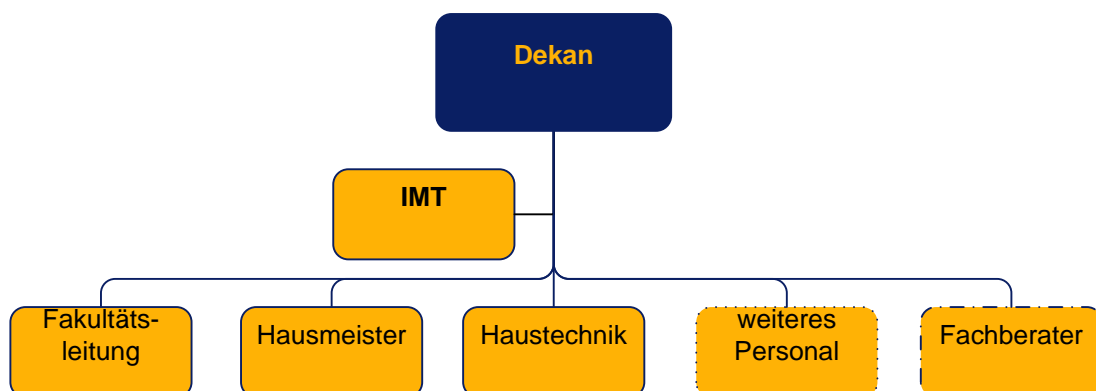 Dekan
IMT
Fakultäts-
leitung
Hausmeister
Haustechnik
weiteres
Personal
Fachberater